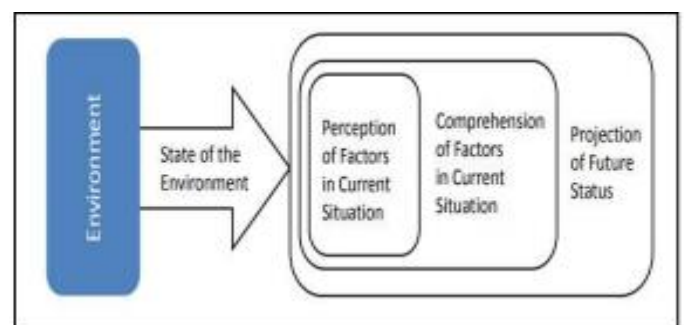 Environment
State of the
Environment
Perception
of Factors
in Current
Situation
Comprehension
of Factors
in Current
Situation
Projection
of Future
Status